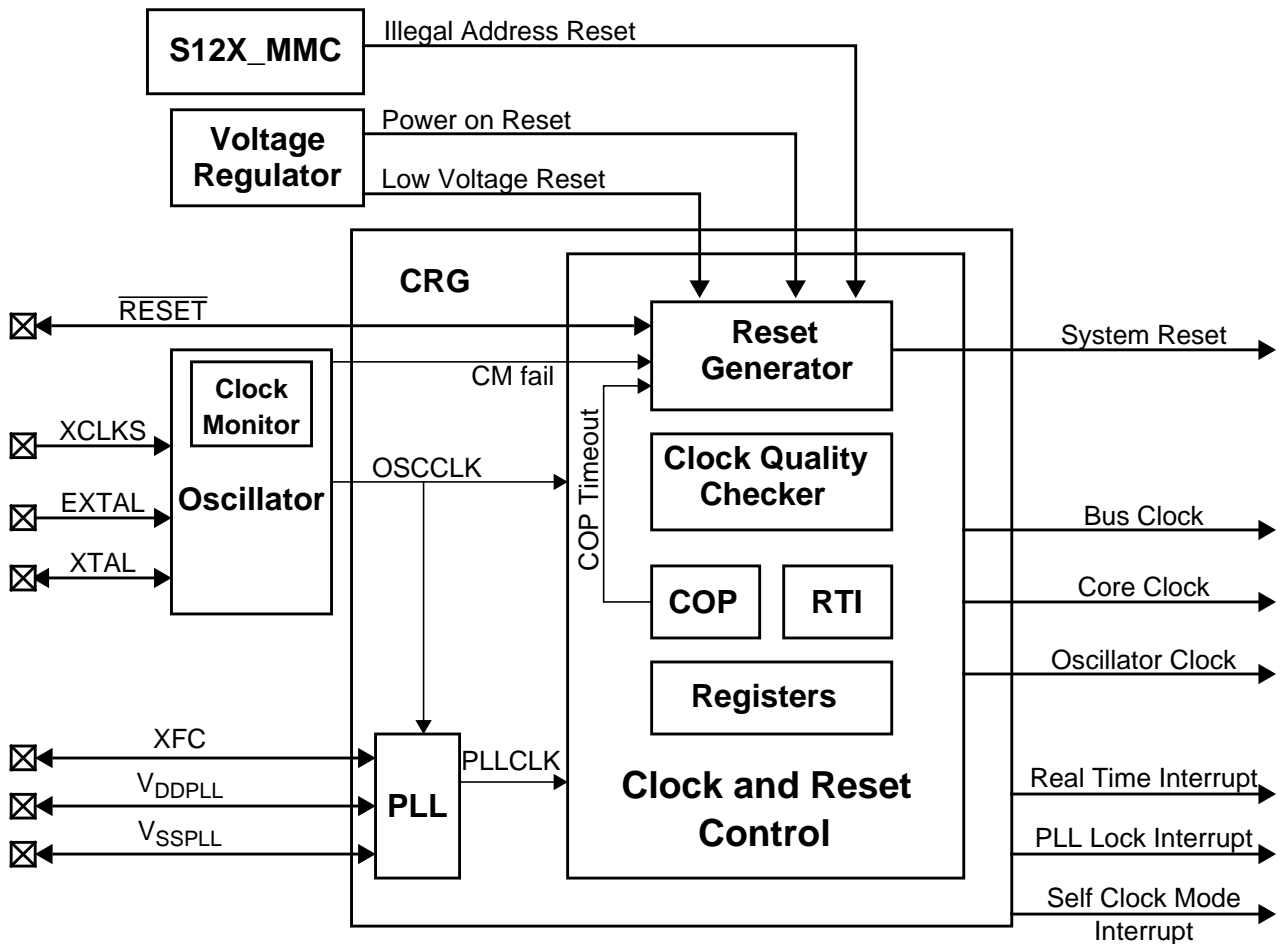 S12X_MMC
Illegal Address Reset
Voltage
Regulator
Power on Reset
Low Voltage Reset
CRG
RESET
Reset
Generator
System Reset
Clock
Monitor
CM fail
XCLKS
OSCCLK
EXTAL
Oscillator
XTAL
COP Timeout
Clock Quality
Checker
Bus Clock
COP
RTI
Core Clock
Oscillator Clock
Registers
XFC
PLLCLK
VDDPLL
PLL
VSSPLL
Clock and Reset
Control
Real Time Interrupt
PLL Lock Interrupt
Self Clock Mode
Interrupt